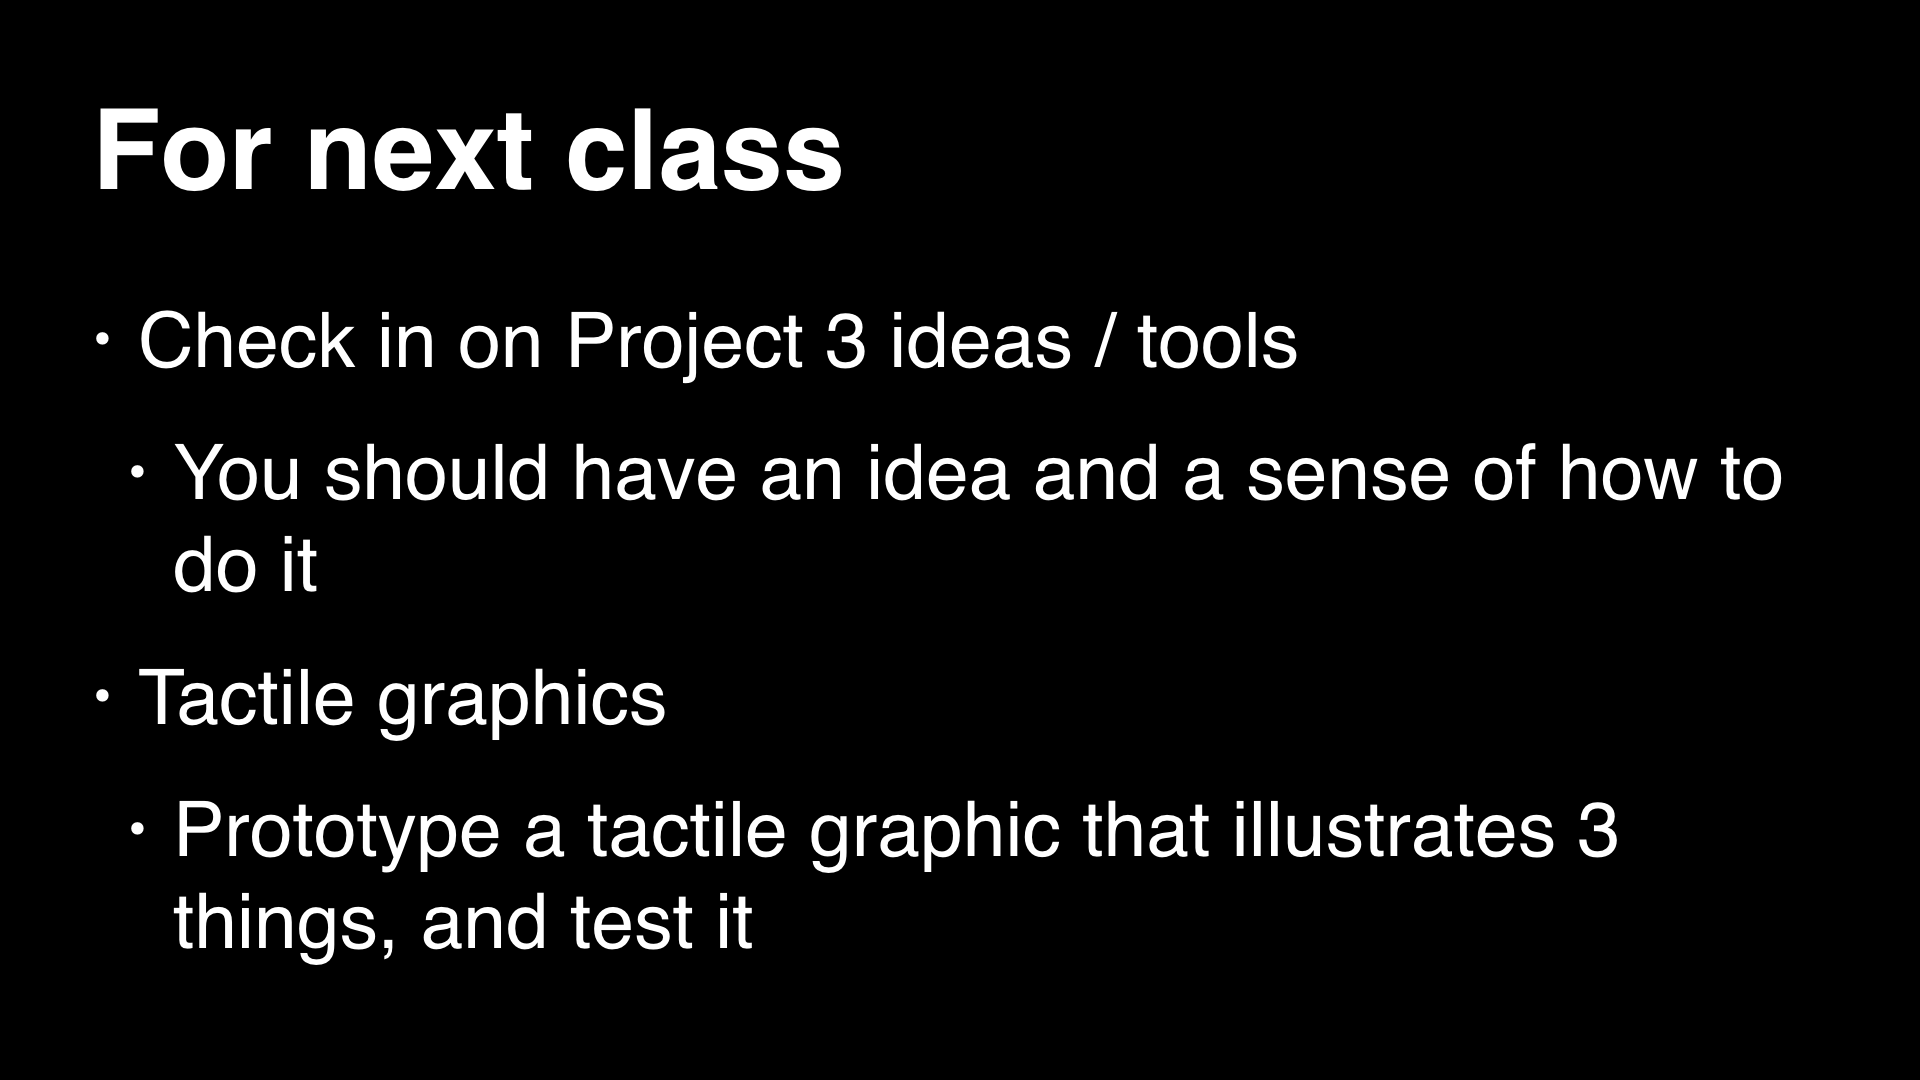 For next class
• Check in on Project 3 ideas / tools
• You should have an idea and a sense of how to
do it
• Tactile graphics
• Prototype a tactile graphic that illustrates 3
things, and test it